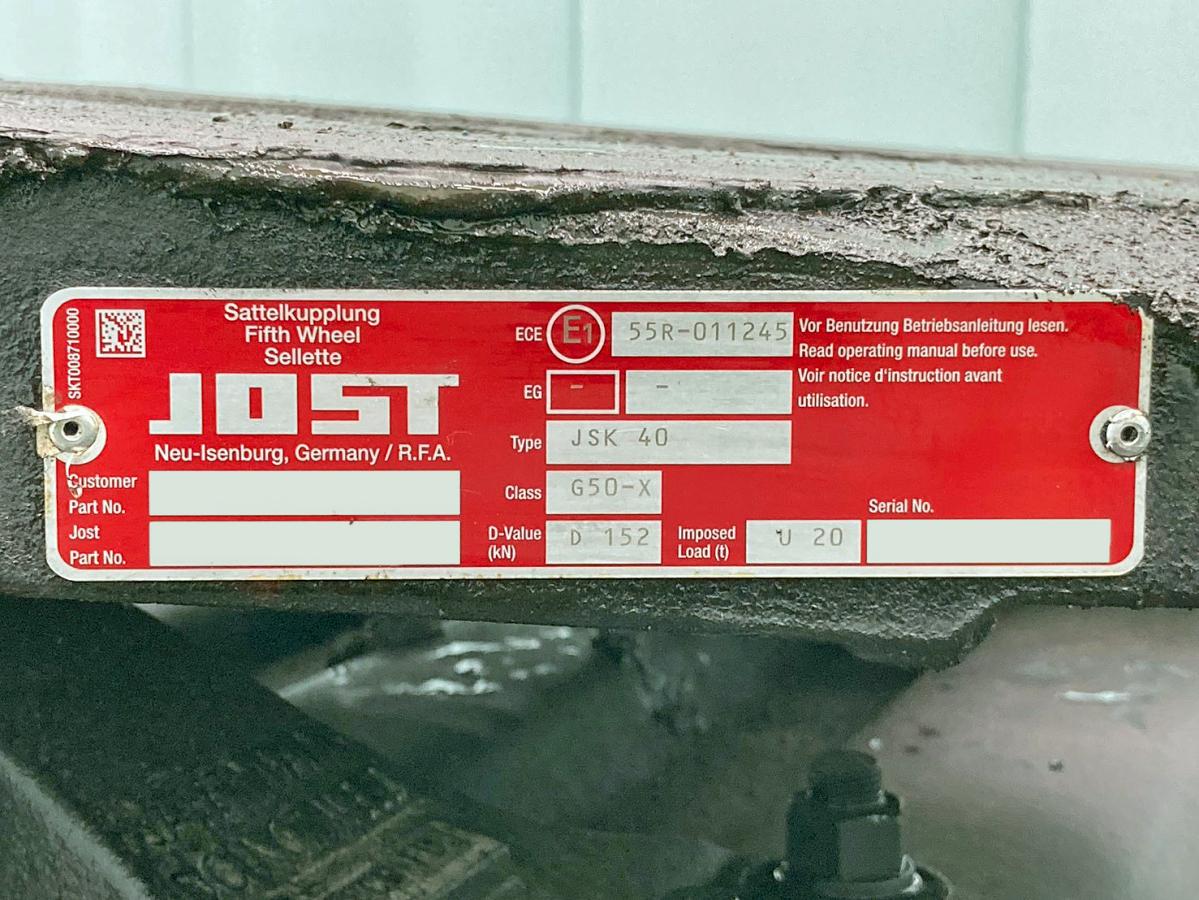 SKT008710000
Sattelkupplung
Fifth Wheel
Sellette
JOST
Neu-Isenburg, Germany / R.F.A.
Customer
Part No.
Jost
Part No.
ECE E1 55R-011245
EG - -
Type JSK 40
Class G50-X
D-Value
(kN) D 152
Imposed
Load (t) U 20
Vor Benutzung Betriebsanleitung lesen.
Read operating manual before use.
Voir notice d'instruction avant
utilisation.
Serial No.